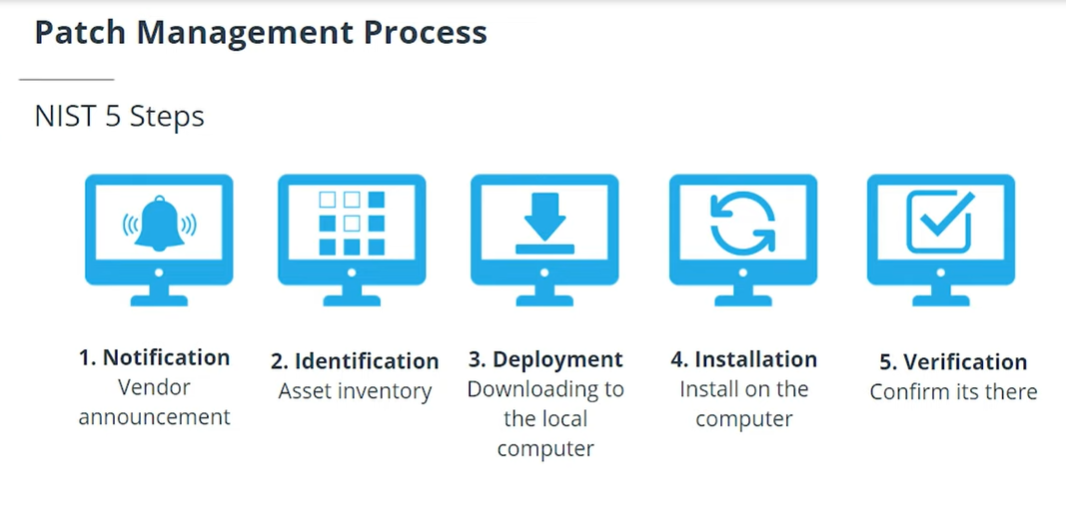 Patch Management Process
NIST 5 Steps
1. Notification
Vendor
announcement
2. Identification
Asset inventory
3. Deployment
Downloading to
the local
computer
4. Installation
Install on the
computer
5. Verification
Confirm its there